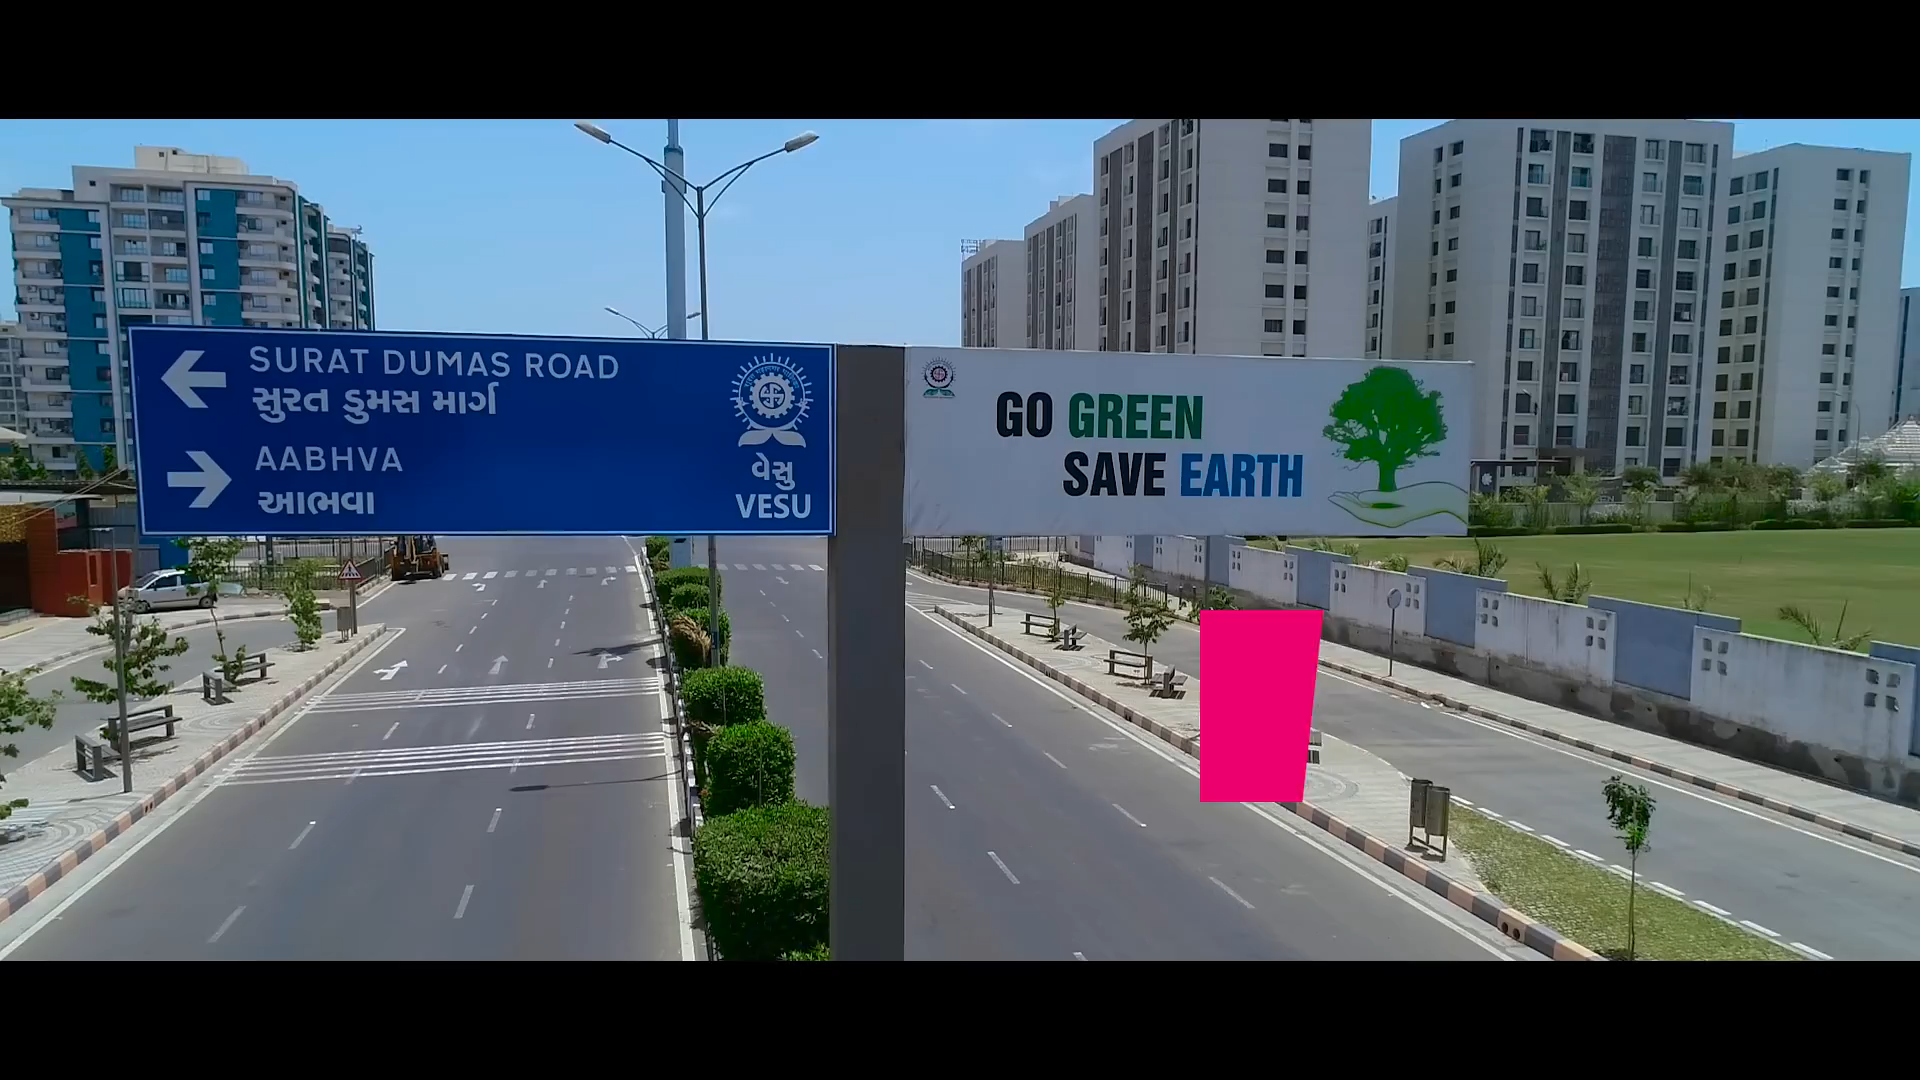 SURAT DUMAS ROAD
સુરત ડુમસ માર્ગ
AABHVA
આભવા
વેસુ
VESU
GO GREEN
SAVE EARTH